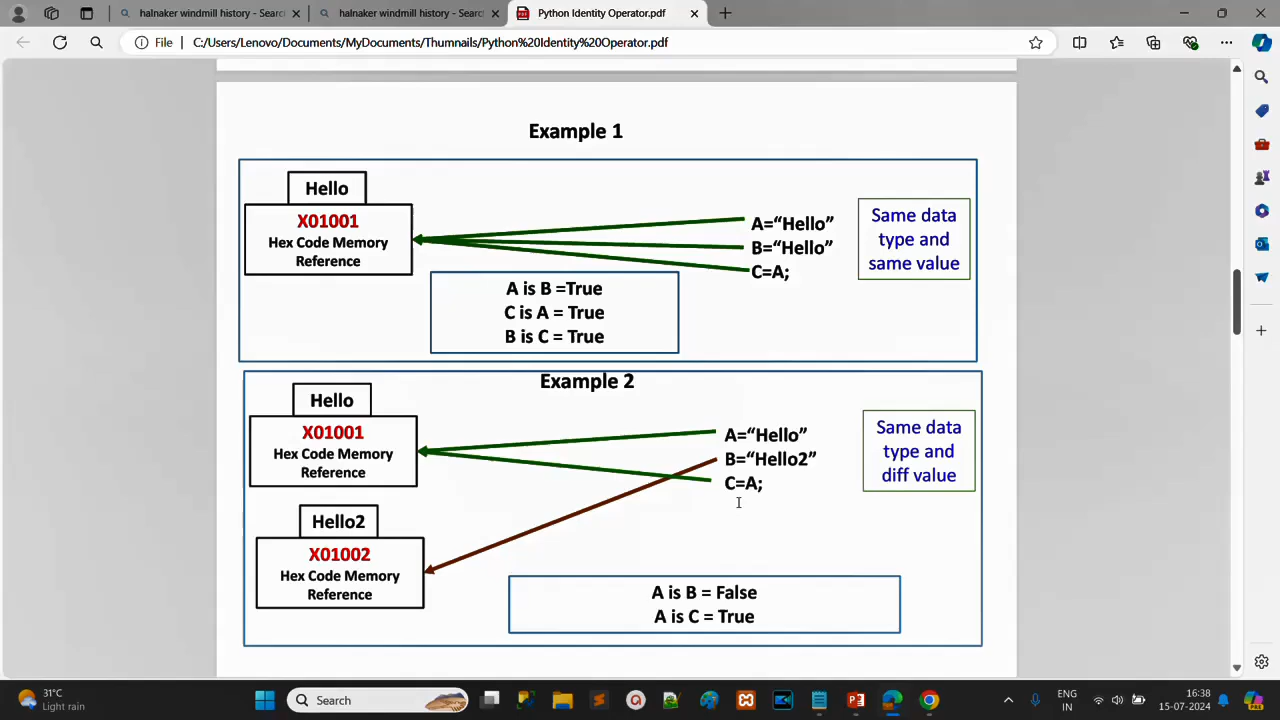 halnaker windmill history - Searc
halnaker windmill history - Searc
Python Identity Operator.pdf
File
C:/Users/Lenovo/Documents/MyDocuments/Thumnails/Python%20Identity%20Operator.pdf
Example 1
Hello
X01001
Hex Code Memory
Reference
A=“Hello”
B=“Hello”
C=A;
Same data
type and
same value
A is B =True
C is A = True
B is C = True
Example 2
Hello
X01001
Hex Code Memory
Reference
A=“Hello”
B=“Hello2”
C=A;
Same data
type and
diff value
Hello2
X01002
Hex Code Memory
Reference
A is B = False
A is C = True
31°C
Light rain
Search
ENG
IN
16:38
15-07-2024